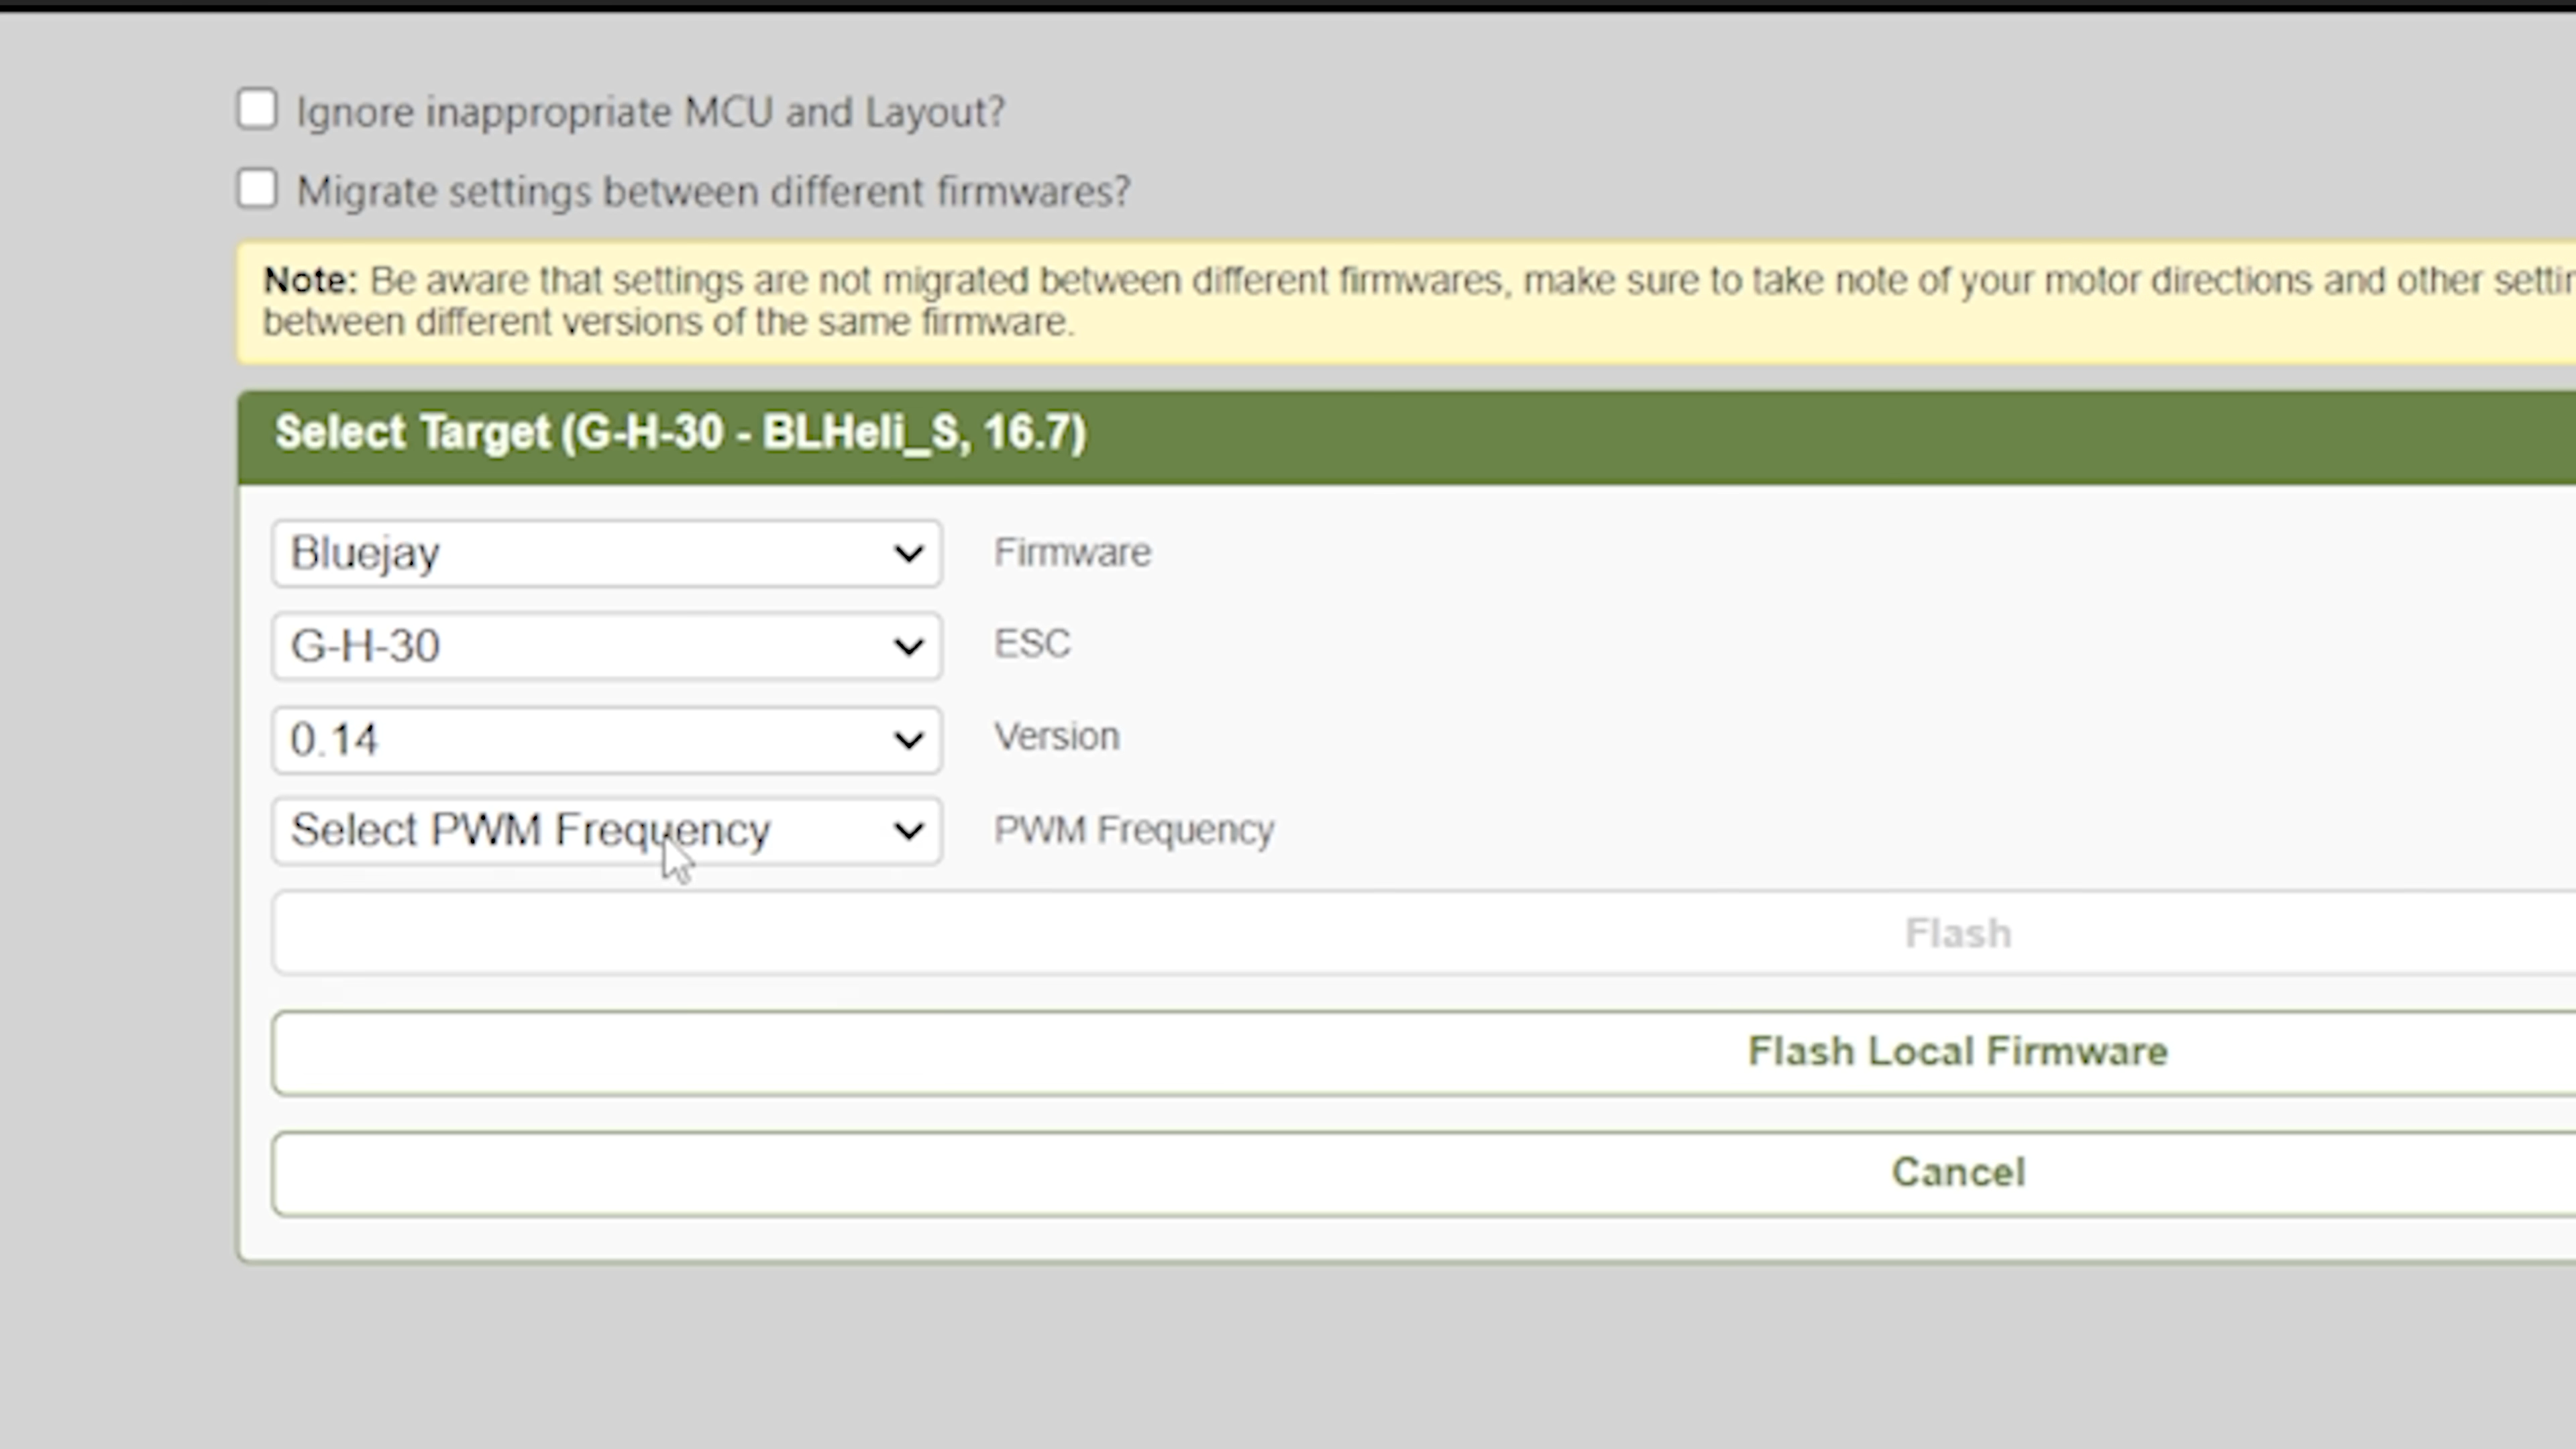 Ignore inappropriate MCU and Layout?
Migrate settings between different firmwares?
Note: Be aware that settings are not migrated between different firmwares, make sure to take note of your motor directions and other
between different versions of the same firmware.
Select Target (G-H-30 - BLHeli_S, 16.7)
Bluejay Firmware
G-H-30 ESC
0.14 Version
Select PWM Frequency PWM Frequency
Flash
Flash Local Firmware
Cancel